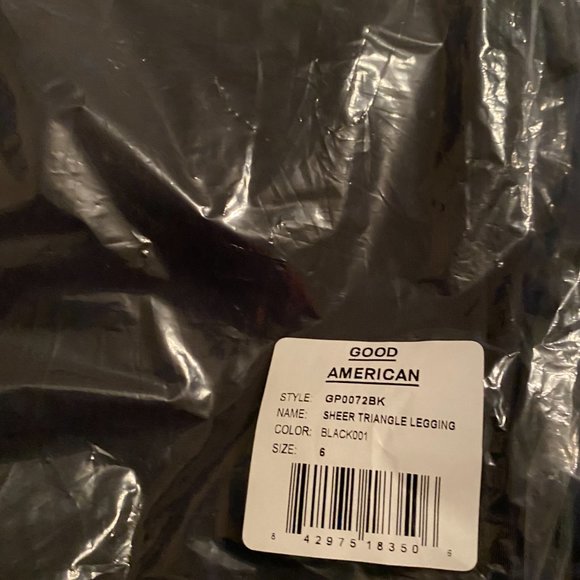 GOOD
AMERICAN
STYLE: GP0072BK
NAME: SHEER TRIANGLE LEGGING
COLOR: BLACK001
SIZE: 6
8 42975 18350 6